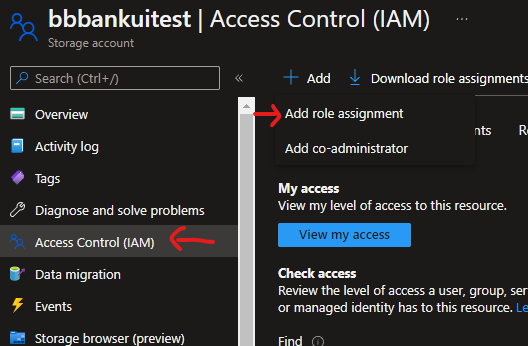 bbbankuitest | Access Control (IAM) ...
Storage account
Search (Ctrl+/)
«
+ Add
Download role assignments
Overview
Activity log
Tags
Diagnose and solve problems
Access Control (IAM)
Data migration
Events
Storage browser (preview)
Add role assignment
Add co-administrator
nts
Ro
My access
View my level of access to this resource.
View my access
Check access
Review the level of access a user, group, ser
or managed identity has to this resource. Le
Find